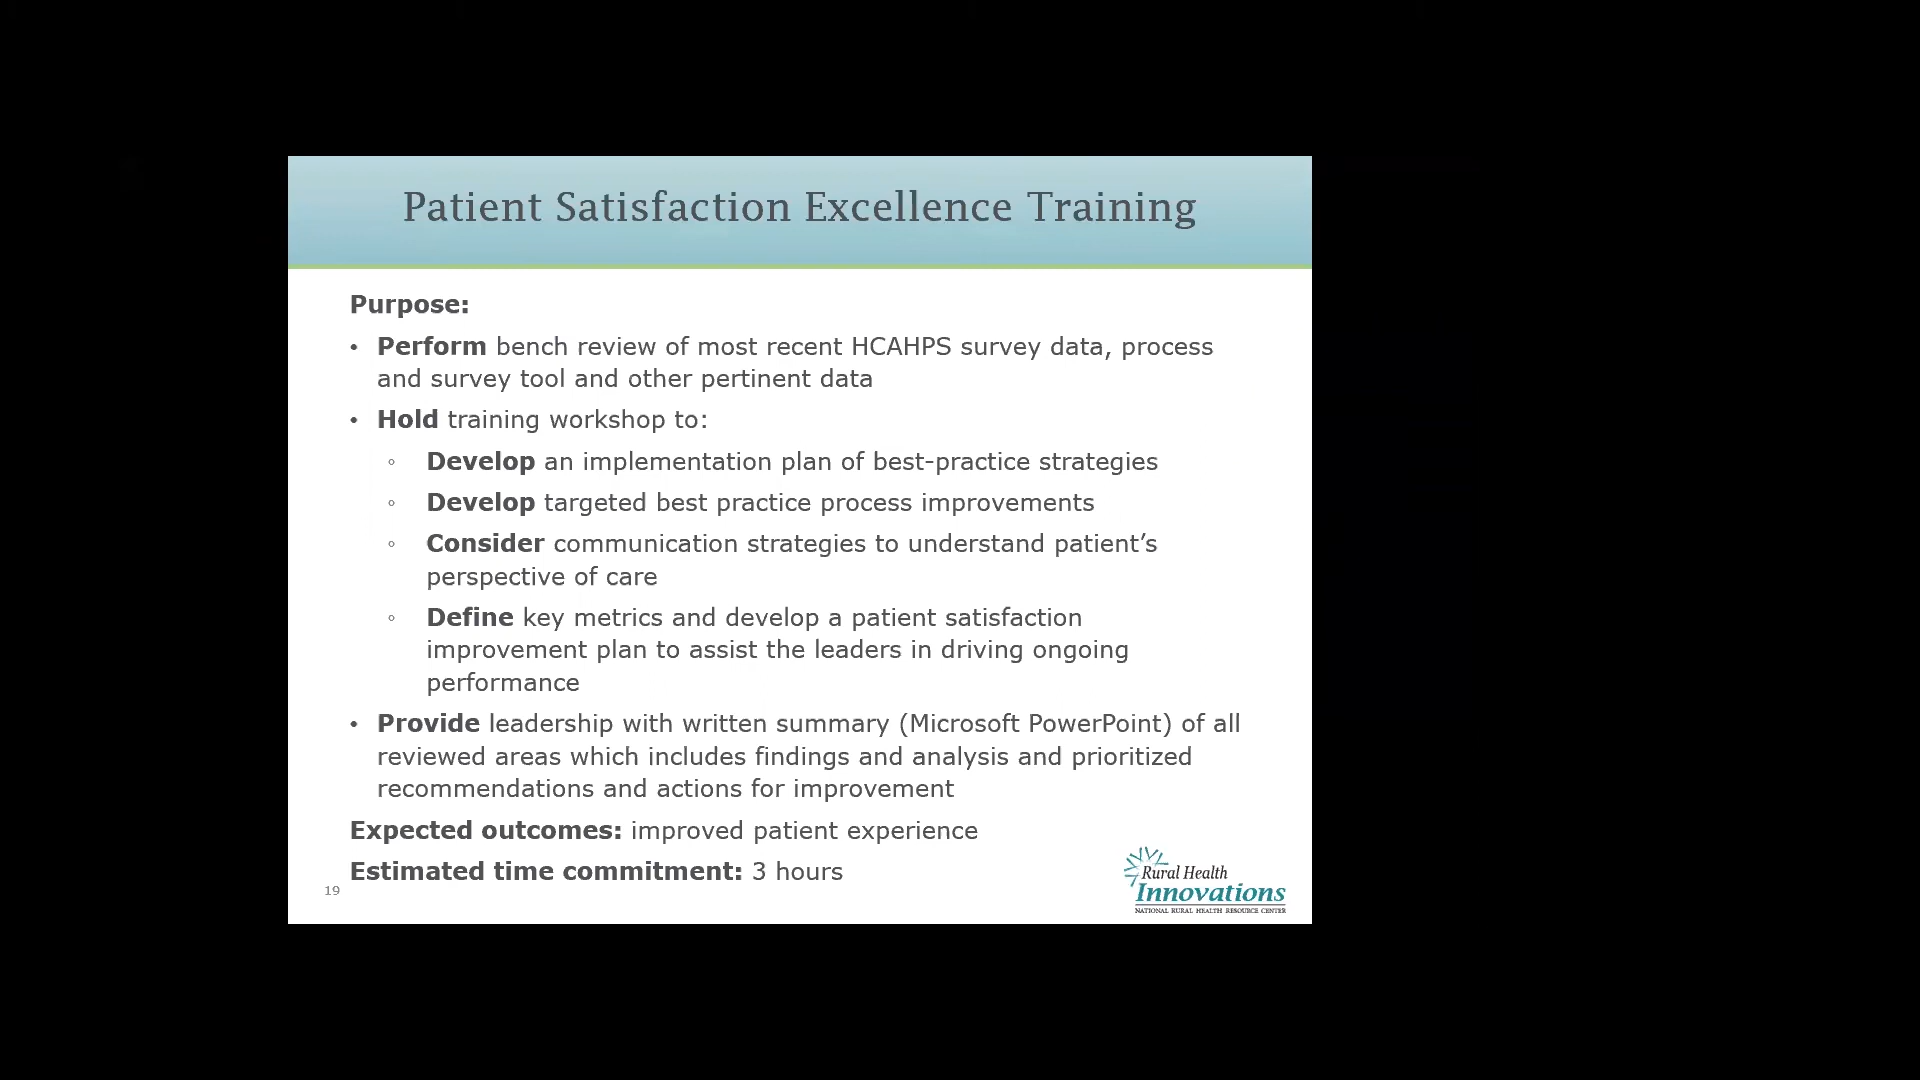 Patient Satisfaction Excellence Training
Purpose:
• Perform bench review of most recent HCAHPS survey data, process
and survey tool and other pertinent data
• Hold training workshop to:
◦ Develop an implementation plan of best-practice strategies
◦ Develop targeted best practice process improvements
◦ Consider communication strategies to understand patient’s
perspective of care
◦ Define key metrics and develop a patient satisfaction
improvement plan to assist the leaders in driving ongoing
performance
• Provide leadership with written summary (Microsoft PowerPoint) of all
reviewed areas which includes findings and analysis and prioritized
recommendations and actions for improvement
Expected outcomes: improved patient experience
Estimated time commitment: 3 hours
19
Rural Health
Innovations
NATIONAL RURAL HEALTH RESOURCE CENTER